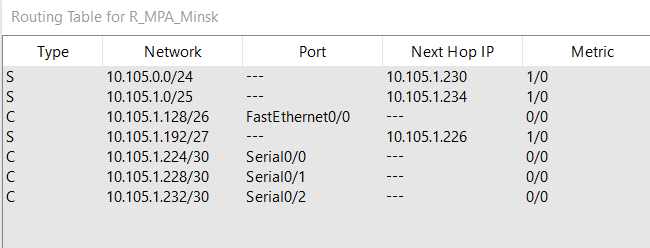 Routing Table for R_MPA_Minsk
Type Network Port Next Hop IP Metric
S 10.105.0.0/24 --- 10.105.1.230 1/0
S 10.105.1.0/25 --- 10.105.1.234 1/0
C 10.105.1.128/26 FastEthernet0/0 --- 0/0
S 10.105.1.192/27 --- 10.105.1.226 1/0
C 10.105.1.224/30 Serial0/0 --- 0/0
C 10.105.1.228/30 Serial0/1 --- 0/0
C 10.105.1.232/30 Serial0/2 --- 0/0